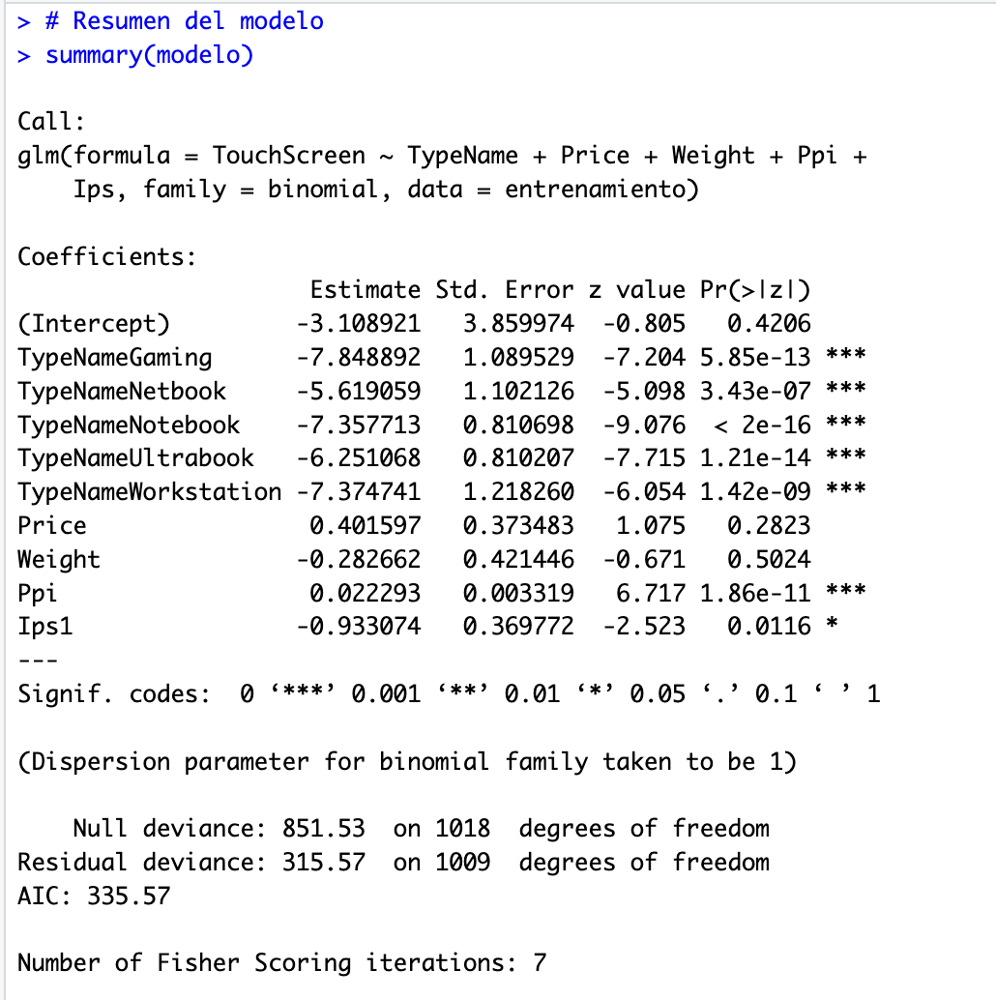 > # Resumen del modelo
> summary(modelo)
Call:
glm(formula = TouchScreen ~ TypeName + Price + Weight + Ppi +
    Ips, family = binomial, data = entrenamiento)
Coefficients:
                     Estimate Std. Error z value Pr(>|z|)
(Intercept)         -3.108921   3.859974  -0.805   0.4206
TypeNameGaming      -7.848892   1.089529  -7.204 5.85e-13 ***
TypeNameNetbook     -5.619059   1.102126  -5.098 3.43e-07 ***
TypeNameNotebook    -7.357713   0.810698  -9.076  < 2e-16 ***
TypeNameUltrabook   -6.251068   0.810207  -7.715 1.21e-14 ***
TypeNameWorkstation -7.374741   1.218260  -6.054 1.42e-09 ***
Price                0.401597   0.373483   1.075   0.2823
Weight              -0.282662   0.421446  -0.671   0.5024
Ppi                  0.022293   0.003319   6.717 1.86e-11 ***
Ips1                -0.933074   0.369772  -2.523   0.0116 *
---
Signif. codes:  0 ‘***’ 0.001 ‘**’ 0.01 ‘*’ 0.05 ‘.’ 0.1 ‘ ’ 1
(Dispersion parameter for binomial family taken to be 1)
    Null deviance: 851.53  on 1018  degrees of freedom
Residual deviance: 315.57  on 1009  degrees of freedom
AIC: 335.57
Number of Fisher Scoring iterations: 7